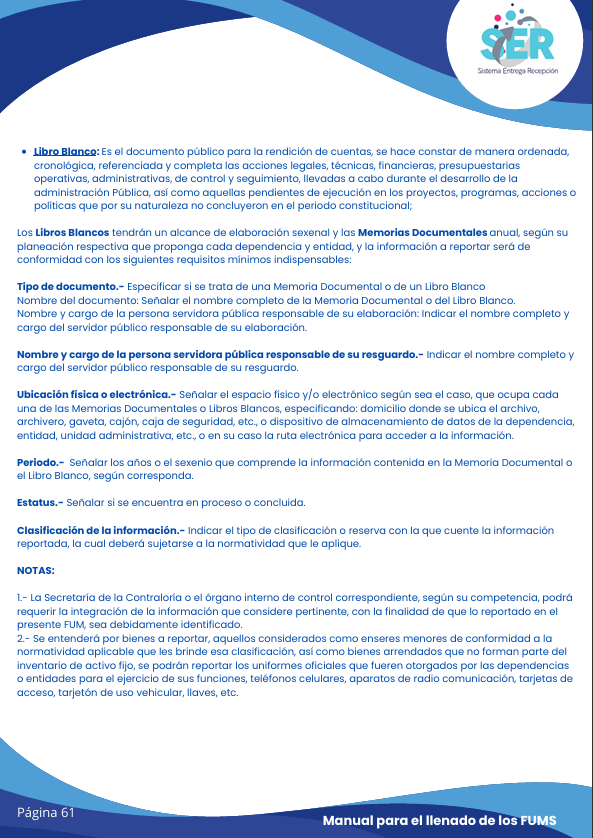 SER
Sistema Entrega Recepción
• Libro Blanco: Es el documento público para la rendición de cuentas, se hace constar de manera ordenada,
cronológica, referenciada y completa las acciones legales, técnicas, financieras, presupuestarias
operativas, administrativas, de control y seguimiento, llevadas a cabo durante el desarrollo de la
administración Pública, así como aquellas pendientes de ejecución en los proyectos, programas, acciones o
políticas que por su naturaleza no concluyeron en el periodo constitucional;
Los Libros Blancos tendrán un alcance de elaboración sexenal y las Memorias Documentales anual, según su
planeación respectiva que proponga cada dependencia y entidad, y la información a reportar será de
conformidad con los siguientes requisitos mínimos indispensables:
Tipo de documento.- Especificar si se trata de una Memoria Documental o de un Libro Blanco
Nombre del documento: Señalar el nombre completo de la Memoria Documental o del Libro Blanco.
Nombre y cargo de la persona servidora pública responsable de su elaboración: Indicar el nombre completo y
cargo del servidor público responsable de su elaboración.
Nombre y cargo de la persona servidora pública responsable de su resguardo.- Indicar el nombre completo y
cargo del servidor público responsable de su resguardo.
Ubicación física o electrónica.- Señalar el espacio físico y/o electrónico según sea el caso, que ocupa cada
una de las Memorias Documentales o Libros Blancos, especificando: domicilio donde se ubica el archivo,
archivero, gaveta, cajón, caja de seguridad, etc., o dispositivo de almacenamiento de datos de la dependencia,
entidad, unidad administrativa, etc., o en su caso la ruta electrónica para acceder a la información.
Periodo.- Señalar los años o el sexenio que comprende la información contenida en la Memoria Documental o
el Libro Blanco, según corresponda.
Estatus.- Señalar si se encuentra en proceso o concluida.
Clasificación de la información.- Indicar el tipo de clasificación o reserva con la que cuente la información
reportada, la cual deberá sujetarse a la normatividad que le aplique.
NOTAS:
1.- La Secretaría de la Contraloría o el órgano interno de control correspondiente, según su competencia, podrá
requerir la integración de la información que considere pertinente, con la finalidad de que lo reportado en el
presente FUM, sea debidamente identificado.
2.- Se entenderá por bienes a reportar, aquellos considerados como enseres menores de conformidad a la
normatividad aplicable que les brinde esa clasificación, así como bienes arrendados que no forman parte del
inventario de activo fijo, se podrán reportar los uniformes oficiales que fueren otorgados por las dependencias
o entidades para el ejercicio de sus funciones, teléfonos celulares, aparatos de radio comunicación, tarjetas de
acceso, tarjetón de uso vehicular, llaves, etc.
Página 61
Manual para el llenado de los FUMS